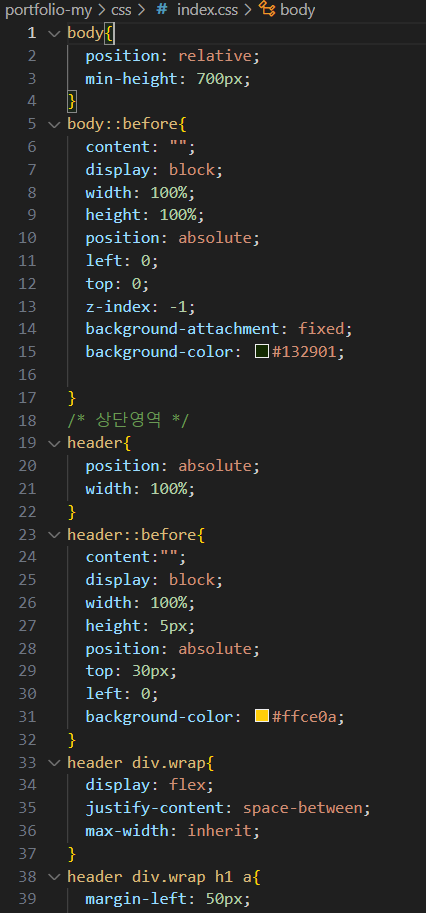 portfolio-my > css > # index.css > body
1 body{
2 position: relative;
3 min-height: 700px;
4 }
5 body::before{
6 content: "";
7 display: block;
8 width: 100%;
9 height: 100%;
10 position: absolute;
11 left: 0;
12 top: 0;
13 z-index: -1;
14 background-attachment: fixed;
15 background-color: #132901;
16
17 }
18 /* 상단영역 */
19 header{
20 position: absolute;
21 width: 100%;
22 }
23 header::before{
24 content:"";
25 display: block;
26 width: 100%;
27 height: 5px;
28 position: absolute;
29 top: 30px;
30 left: 0;
31 background-color: #ffce0a;
32 }
33 header div.wrap{
34 display: flex;
35 justify-content: space-between;
36 max-width: inherit;
37 }
38 header div.wrap h1 a{
39 margin-left: 50px;